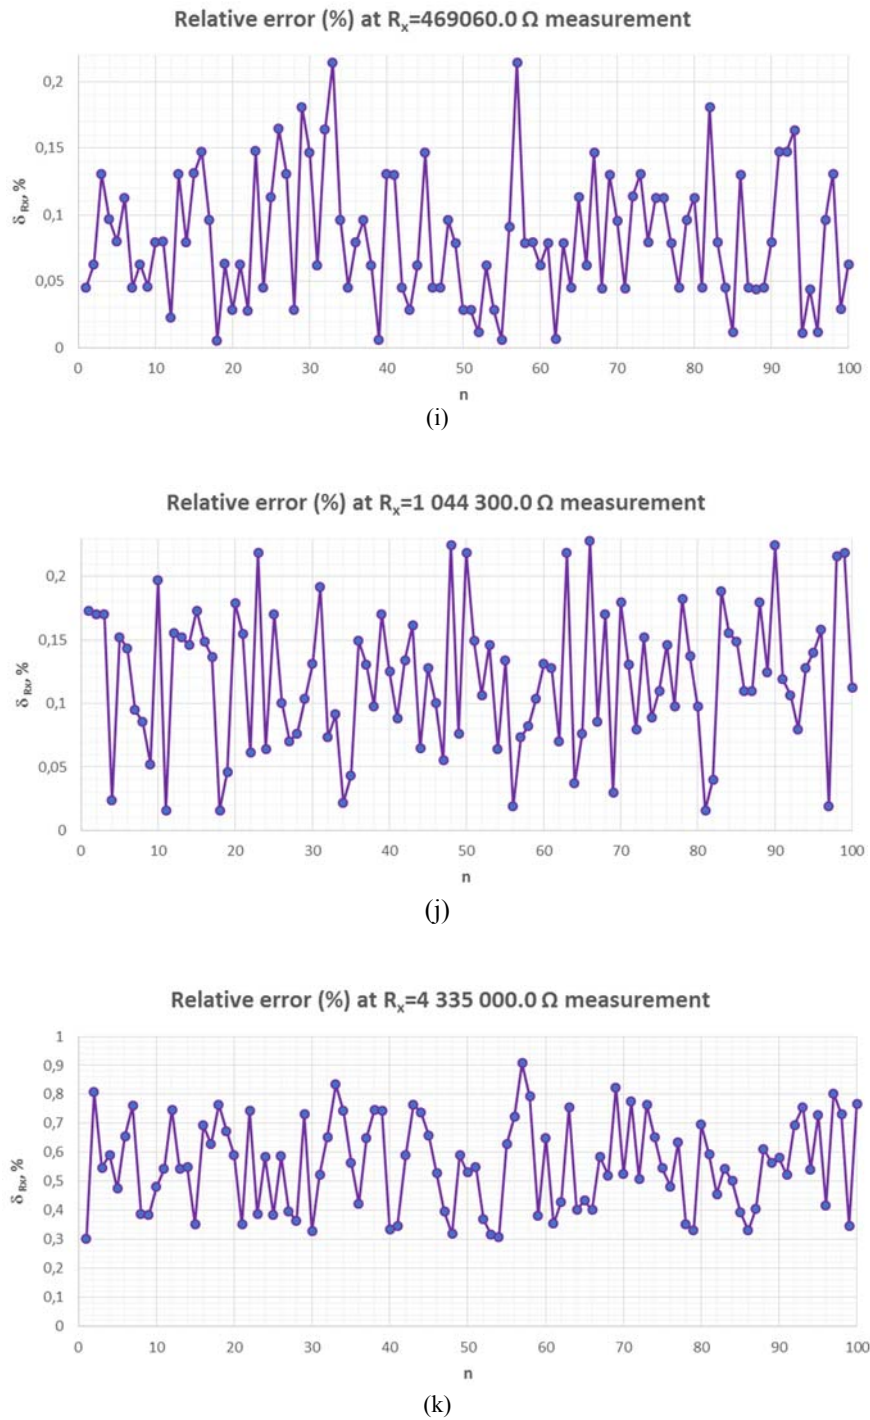 Relative error (%) at Rx=469060.0 Ω measurement
δ Rx, %
0,2
0,15
0,1
0,05
0
0 10 20 30 40 50 60 70 80 90 100
n
(i)
Relative error (%) at Rx=1 044 300.0 Ω measurement
δ Rx, %
0,2
0,15
0,1
0,05
0
0 10 20 30 40 50 60 70 80 90 100
n
(j)
Relative error (%) at Rx=4 335 000.0 Ω measurement
δ Rx, %
1
0,9
0,8
0,7
0,6
0,5
0,4
0,3
0,2
0,1
0
0 10 20 30 40 50 60 70 80 90 100
n
(k)